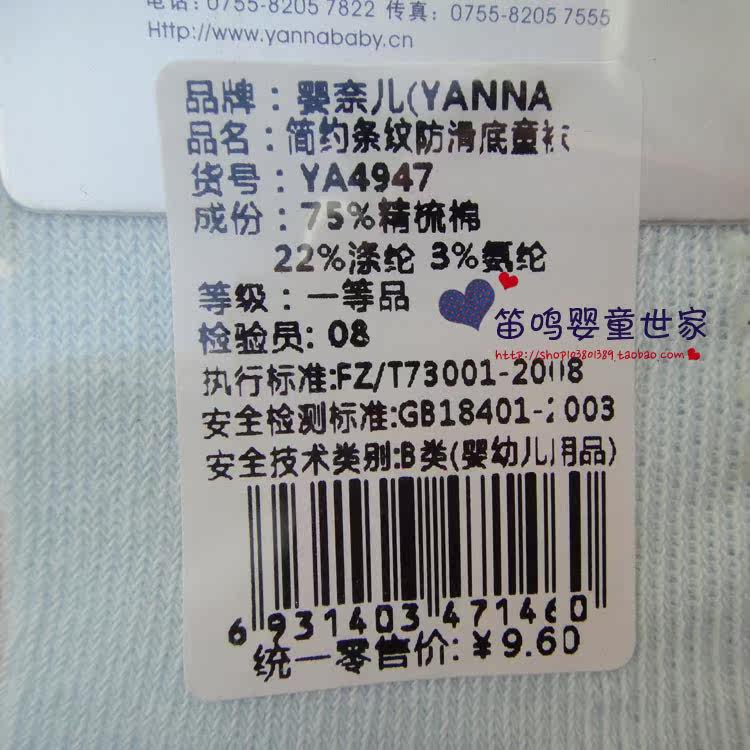 电话: 0755-8205 7822 传真: 0755-8205 7555
Http://www.yannababy.cn
品牌：婴奈儿(YANNA
品名：简约条纹防滑底童袜
货号：YA4947
成份：75%精梳棉
22%涤纶 3%氨纶
等级：一等品
检验员: 08
笛鸣婴童世家
http://shop103801389.taobao.com
执行标准:FZ/T73001-2008
安全检测标准:GB18401-2003
安全技术类别:B类(婴幼儿用品)
6 931403 471460
统一零售价:￥9.60